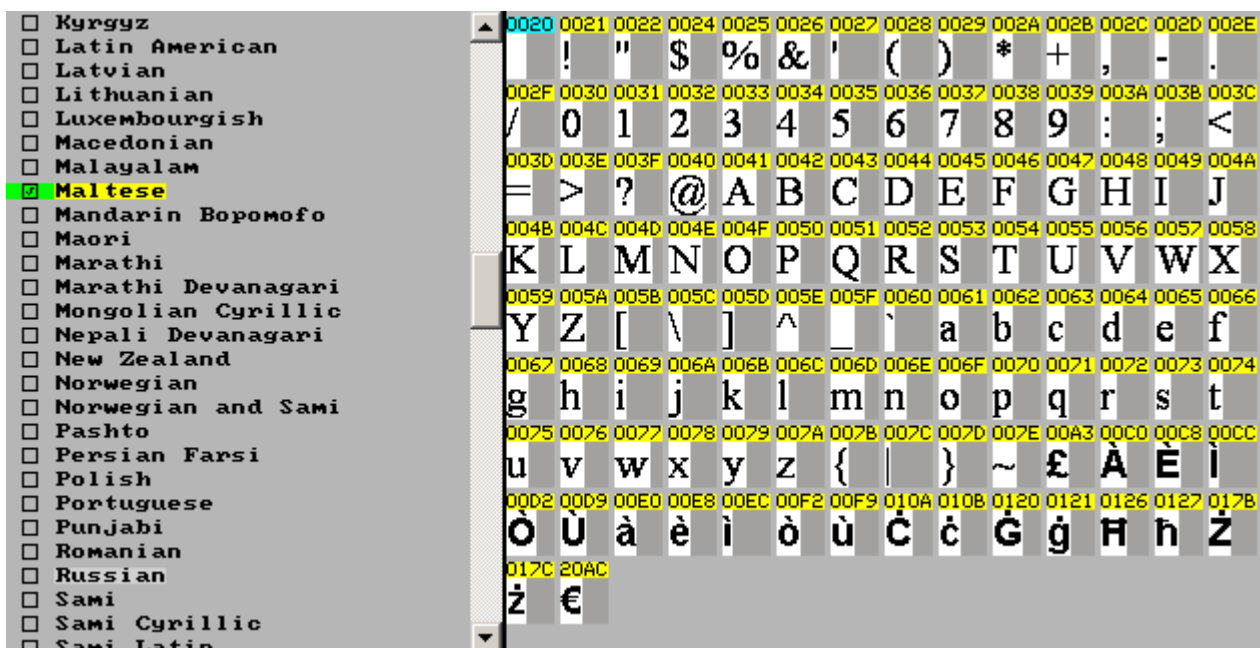 Kyrgyz
Latin American
Latvian
Lithuanian
Luxembourgish
Macedonian
Malayalam
Maltese
Mandarin Bopomofo
Maori
Marathi
Marathi Devanagari
Mongolian Cyrillic
Nepali Devanagari
New Zealand
Norwegian
Norwegian and Sami
Pashto
Persian Farsi
Polish
Portuguese
Punjabi
Romanian
Russian
Sami
Sami Cyrillic
Sami Latin
0020 0021 0022 0024 0025 0026 0027 0028 0029 002A 002B 002C 002D 002E
! " $ % & ' ( ) * + , - .
002F 0030 0031 0032 0033 0034 0035 0036 0037 0038 0039 003A 003B 003C
/ 0 1 2 3 4 5 6 7 8 9 : ; <
003D 003E 003F 0040 0041 0042 0043 0044 0045 0046 0047 0048 0049 004A
= > ? @ A B C D E F G H I J
004B 004C 004D 004E 004F 0050 0051 0052 0053 0054 0055 0056 0057 0058
K L M N O P Q R S T U V W X
0059 005A 005B 005C 005D 005E 005F 0060 0061 0062 0063 0064 0065 0066
Y Z [ \ ] ^ _ ` a b c d e f
0067 0068 0069 006A 006B 006C 006D 006E 006F 0070 0071 0072 0073 0074
g h i j k l m n o p q r s t
0075 0076 0077 0078 0079 007A 007B 007C 007D 007E 00A3 00C0 00C8 00CC
u v w x y z { | } ~ £ À È Ì
00D2 00D9 00E0 00E8 00EC 00F2 00F9 010A 010B 0120 0121 0126 0127 017B
Ò Ù à è ì ò ù Ċ ċ Ġ ġ Ħ ħ Ż
017C 20AC
ż €